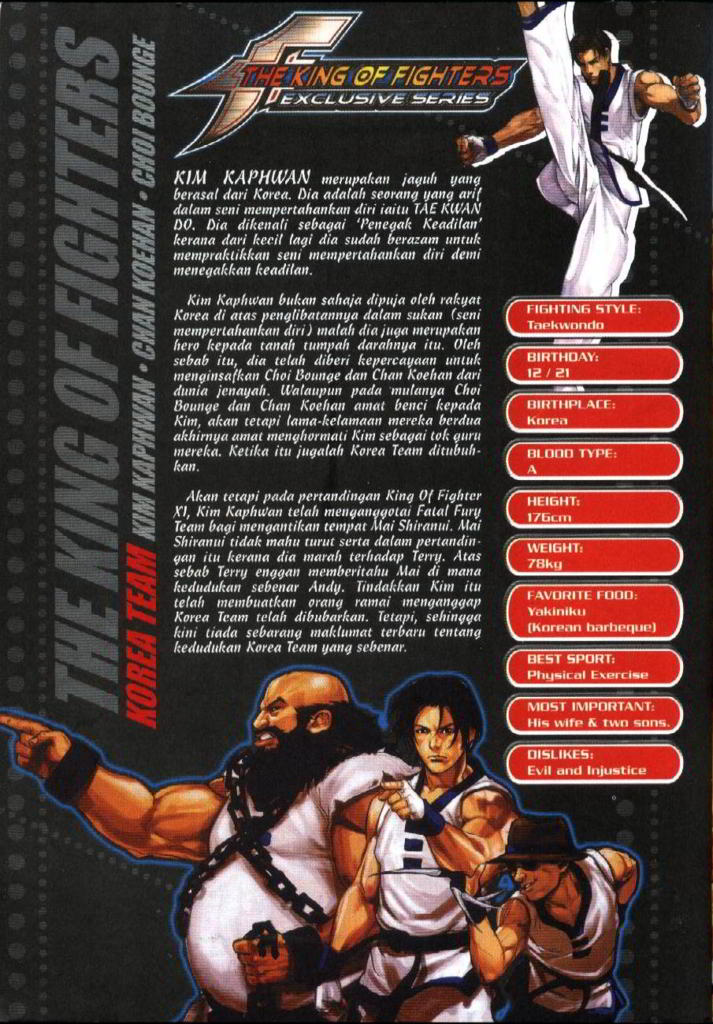 THE KING OF FIGHTERS
EXCLUSIVE SERIES
THE KING OF FIGHTERS
KOREA TEAM KIM KAPHWAN • CHAN KOEHAN • CHOI BOUNGE
KIM KAPHWAN merupakan jaguh yang
berasal dari Korea. Dia adalah seorang yang arif
dalam seni mempertahankan diri iaitu TAE KWAN
DO. Dia dikenali sebagai 'Penegak Keadilan'
kerana dari kecil lagi dia sudah berazam untuk
mempraktikkan seni mempertahankan diri demi
menegakkan keadilan.
Kim Kaphwan bukan sahaja dipuja oleh rakyat
Korea di atas penglibatannya dalam sukan (seni
mempertahankan diri) malah dia juga merupakan
hero kepada tanah tumpah darahnya itu. Oleh
sebab itu, dia telah diberi kepercayaan untuk
menginsafkan Choi Bounge dan Chan Koehan dari
dunia jenayah. Walaupun pada mulanya Choi
Bounge dan Chan Koehan amat benci kepada
Kim, akan tetapi lama-kelamaan mereka berdua
akhirnya amat menghormati Kim sebagai tok guru
mereka. Ketika itu jugalah Korea Team ditubuh-
kan.
Akan tetapi pada pertandingan King Of Fighter
X1, Kim Kaphwan telah menganggotai Fatal Fury
Team bagi mengantikan tempat Mai Shiranui. Mai
Shiranui tidak mahu turut serta dalam pertandin-
gan itu kerana dia marah terhadap Terry. Atas
sebab Terry enggan memberitahu Mai di mana
kedudukan sebenar Andy. Tindakkan Kim itu
telah membuatkan orang ramai menganggap
Korea Team telah dibubarkan. Tetapi, sehingga
kini tiada sebarang maklumat terbaru tentang
kedudukan Korea Team yang sebenar.
FIGHTING STYLE:
Taekwondo
BIRTHDAY:
12 / 21
BIRTHPLACE:
Korea
BLOOD TYPE:
A
HEIGHT:
176cm
WEIGHT:
78kg
FAVORITE FOOD:
Yakiniku
(Korean barbeque)
BEST SPORT:
Physical Exercise
MOST IMPORTANT:
His wife & two sons.
DISLIKES:
Evil and Injustice